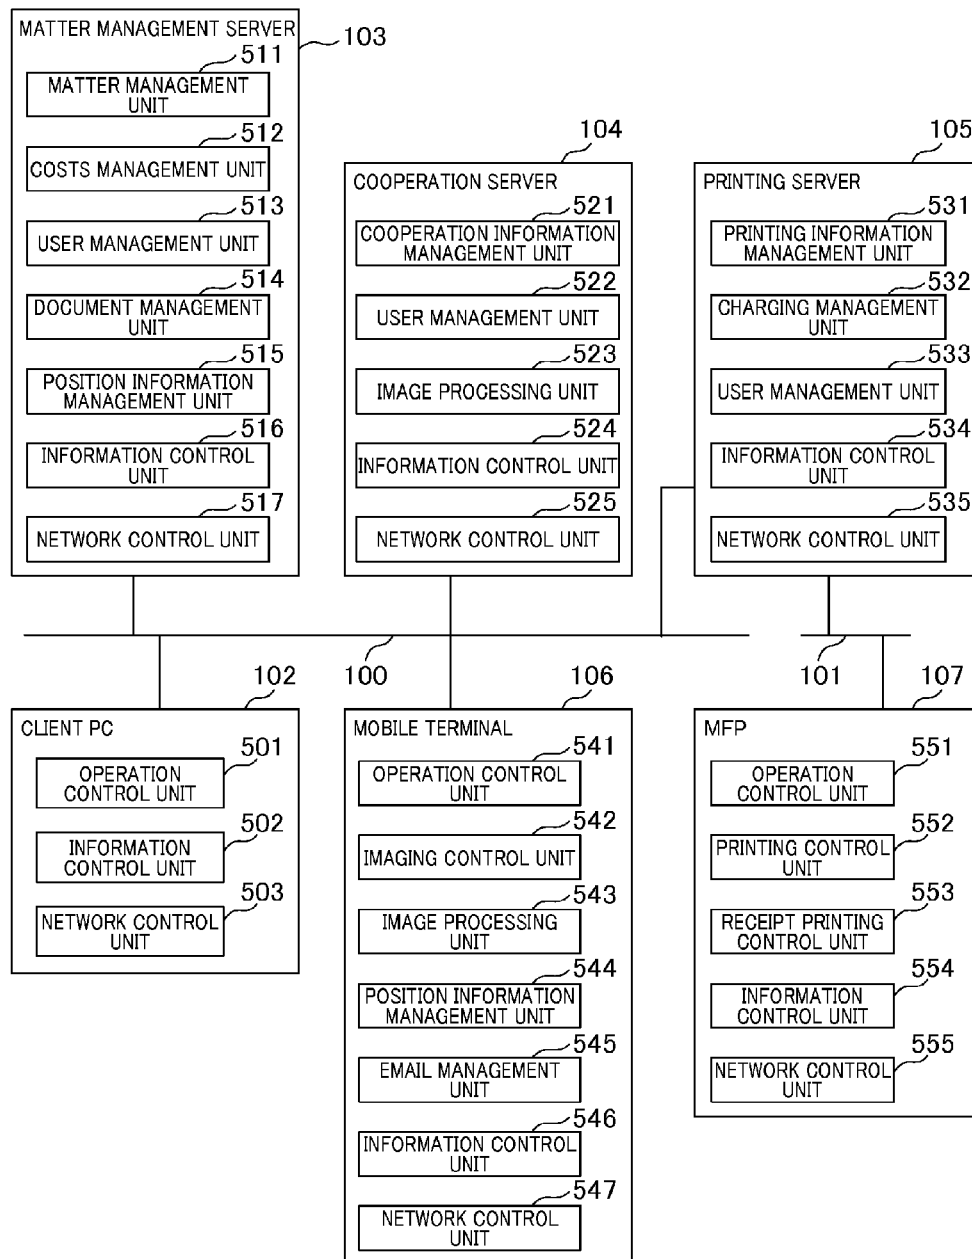 MATTER MANAGEMENT SERVER
103
511
MATTER MANAGEMENT
UNIT
512
COSTS MANAGEMENT UNIT
513
USER MANAGEMENT UNIT
514
DOCUMENT MANAGEMENT
UNIT
515
POSITION INFORMATION
MANAGEMENT UNIT
516
INFORMATION CONTROL
UNIT
517
NETWORK CONTROL UNIT
104
COOPERATION SERVER
521
COOPERATION INFORMATION
MANAGEMENT UNIT
522
USER MANAGEMENT UNIT
523
IMAGE PROCESSING UNIT
524
INFORMATION CONTROL UNIT
525
NETWORK CONTROL UNIT
105
PRINTING SERVER
531
PRINTING INFORMATION
MANAGEMENT UNIT
532
CHARGING MANAGEMENT
UNIT
533
USER MANAGEMENT UNIT
534
INFORMATION CONTROL
UNIT
535
NETWORK CONTROL UNIT
100
101
102
CLIENT PC
501
OPERATION
CONTROL UNIT
502
INFORMATION
CONTROL UNIT
503
NETWORK CONTROL
UNIT
106
MOBILE TERMINAL
541
OPERATION CONTROL
UNIT
542
IMAGING CONTROL UNIT
543
IMAGE PROCESSING
UNIT
544
POSITION INFORMATION
MANAGEMENT UNIT
545
EMAIL MANAGEMENT
UNIT
546
INFORMATION CONTROL
UNIT
547
NETWORK CONTROL
UNIT
107
MFP
551
OPERATION
CONTROL UNIT
552
PRINTING CONTROL
UNIT
553
RECEIPT PRINTING
CONTROL UNIT
554
INFORMATION
CONTROL UNIT
555
NETWORK CONTROL
UNIT